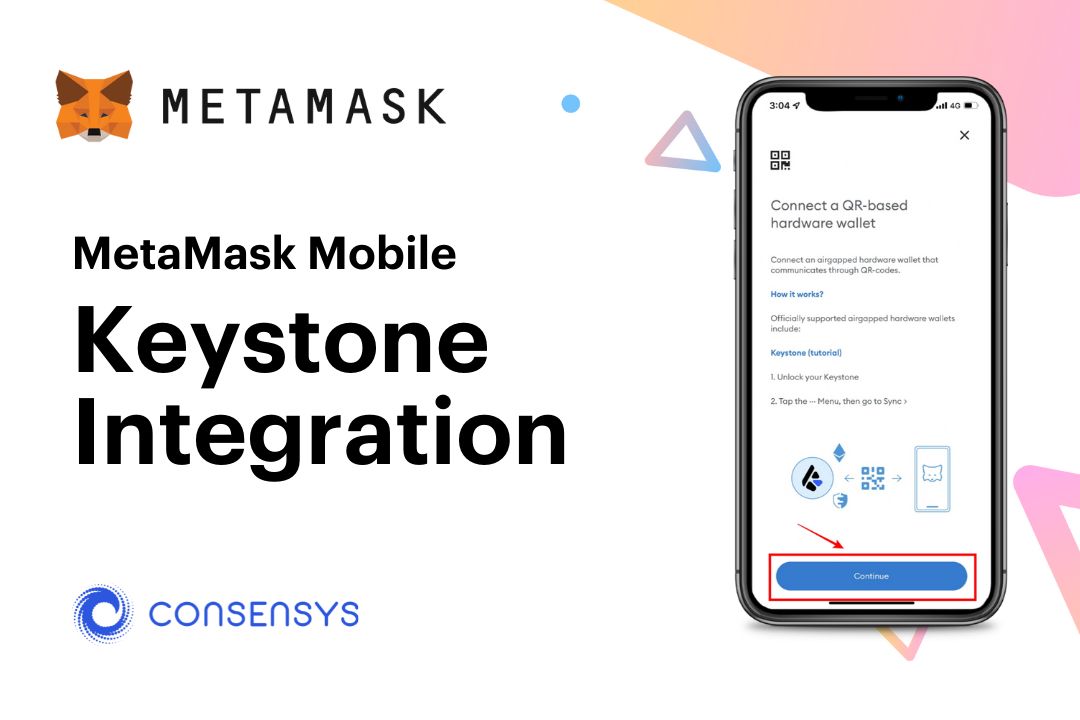 METAMASK
MetaMask Mobile
Keystone
Integration
CONSENSYS
3:04
4G
Connect a QR-based
hardware wallet
Connect an airgapped hardware wallet that
communicates through QR-codes.
How it works?
Officially supported airgapped hardware wallets
include:
Keystone (tutorial)
1. Unlock your Keystone
2. Tap the ··· Menu, then go to Sync >
Continue